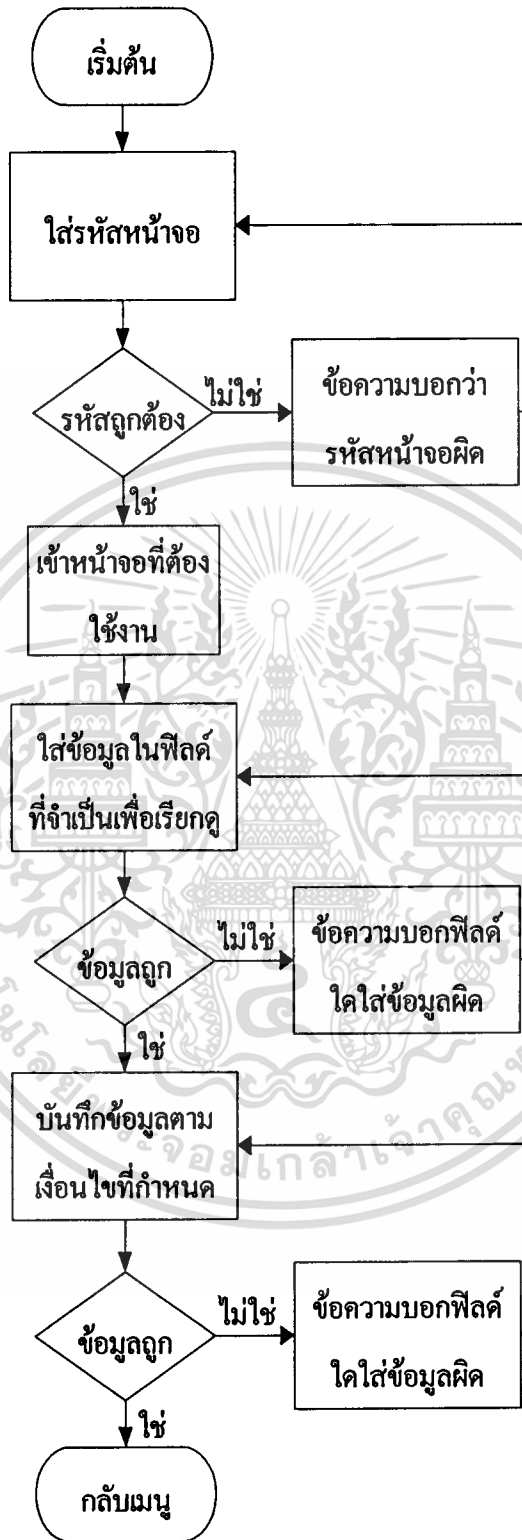 เริ่มต้น
ใส่รหัสหน้าจอ
รหัสถูกต้อง
ไม่ใช่
ข้อความบอกว่า
รหัสหน้าจอผิด
ใช่
เข้าหน้าจอที่ต้อง
ใช้งาน
ใส่ข้อมูลในฟิลด์
ที่จำเป็นเพื่อเรียกดู
ข้อมูลถูก
ไม่ใช่
ข้อความบอกฟิลด์
ใดใส่ข้อมูลผิด
ใช่
บันทึกข้อมูลตาม
เงื่อนไขที่กำหนด
ข้อมูลถูก
ไม่ใช่
ข้อความบอกฟิลด์
ใดใส่ข้อมูลผิด
ใช่
กลับเมนู